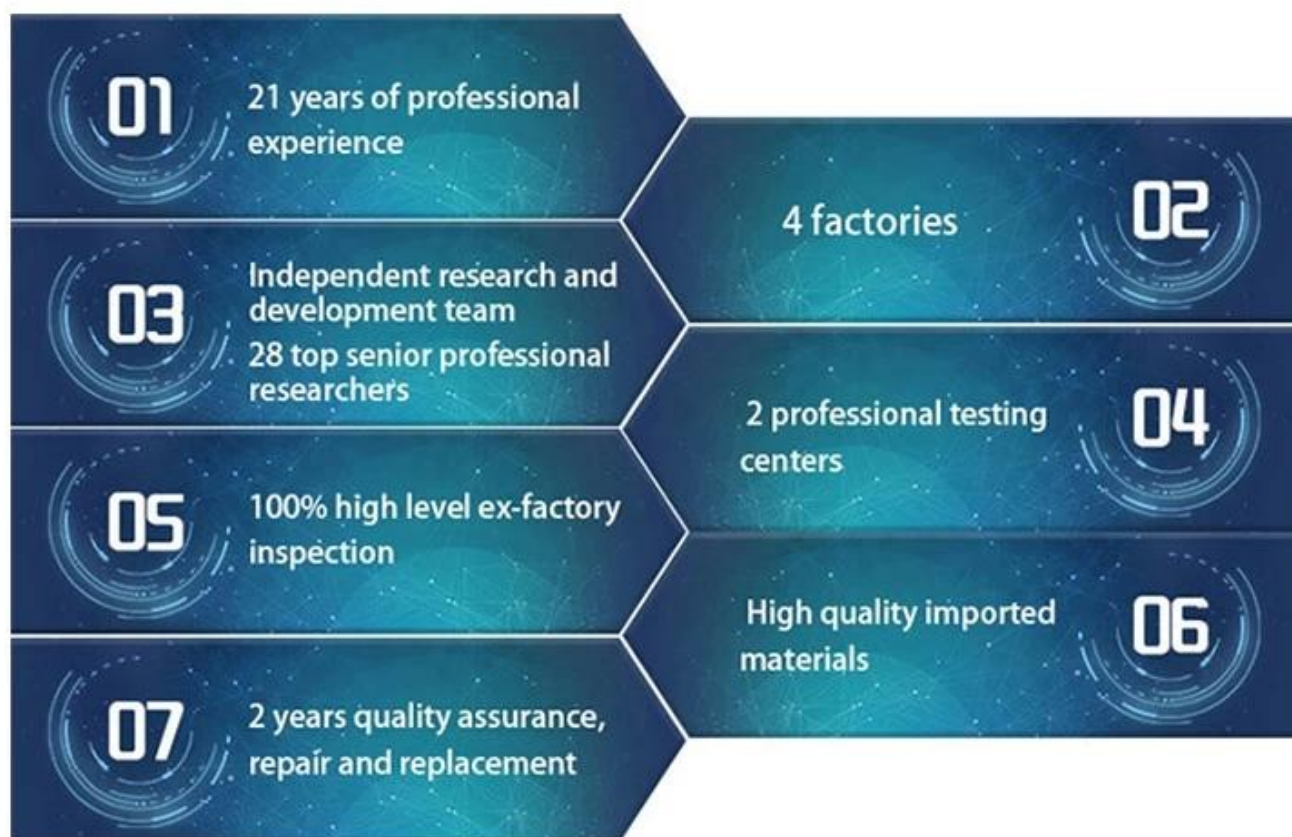 01
21 years of professional
experience
02
4 factories
03
Independent research and
development team
28 top senior professional
researchers
04
2 professional testing
centers
05
100% high level ex-factory
inspection
06
High quality imported
materials
07
2 years quality assurance,
repair and replacement